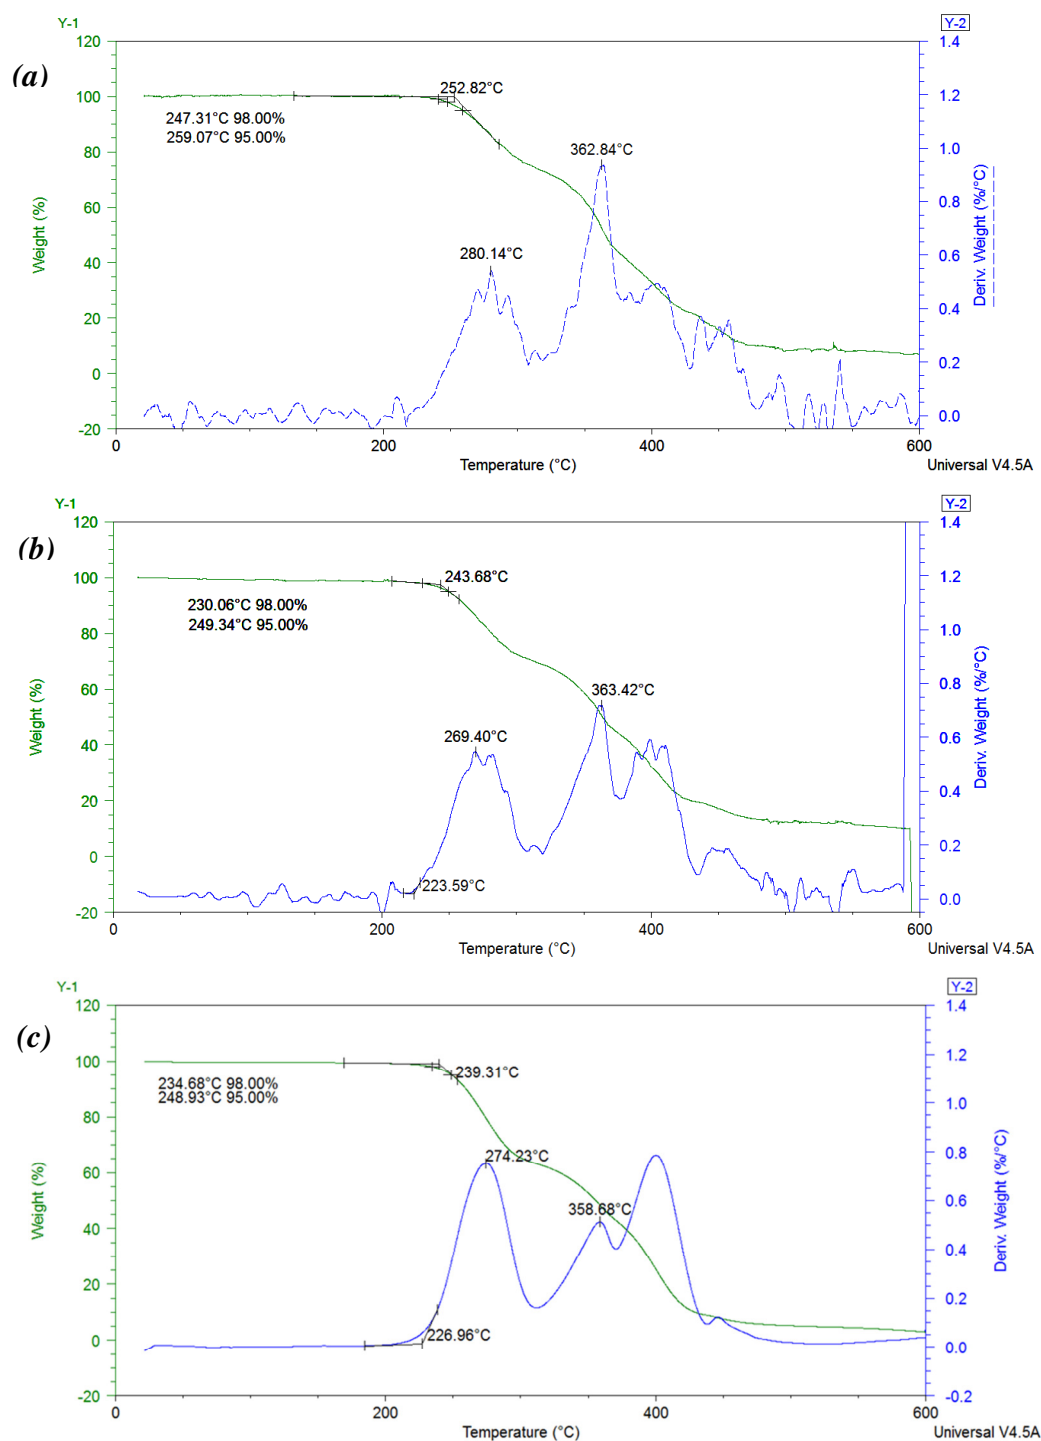 Y-1
Y-2
(a)
120
100
80
60
40
20
0
-20
Weight (%)
252.82°C
247.31°C 98.00%
259.07°C 95.00%
362.84°C
280.14°C
1.4
1.2
1.0
0.8
0.6
0.4
0.2
0.0
Deriv. Weight (%/°C)
0
200
400
600
Temperature (°C)
Universal V4.5A
Y-1
Y-2
(b)
120
100
80
60
40
20
0
-20
Weight (%)
243.68°C
230.06°C 98.00%
249.34°C 95.00%
363.42°C
269.40°C
223.59°C
1.4
1.2
1.0
0.8
0.6
0.4
0.2
0.0
Deriv. Weight (%/°C)
0
200
400
600
Temperature (°C)
Universal V4.5A
Y-1
Y-2
(c)
120
100
80
60
40
20
0
-20
Weight (%)
239.31°C
234.68°C 98.00%
248.93°C 95.00%
274.23°C
358.68°C
226.96°C
1.4
1.2
1.0
0.8
0.6
0.4
0.2
0.0
-0.2
Deriv. Weight (%/°C)
0
200
400
600
Temperature (°C)
Universal V4.5A